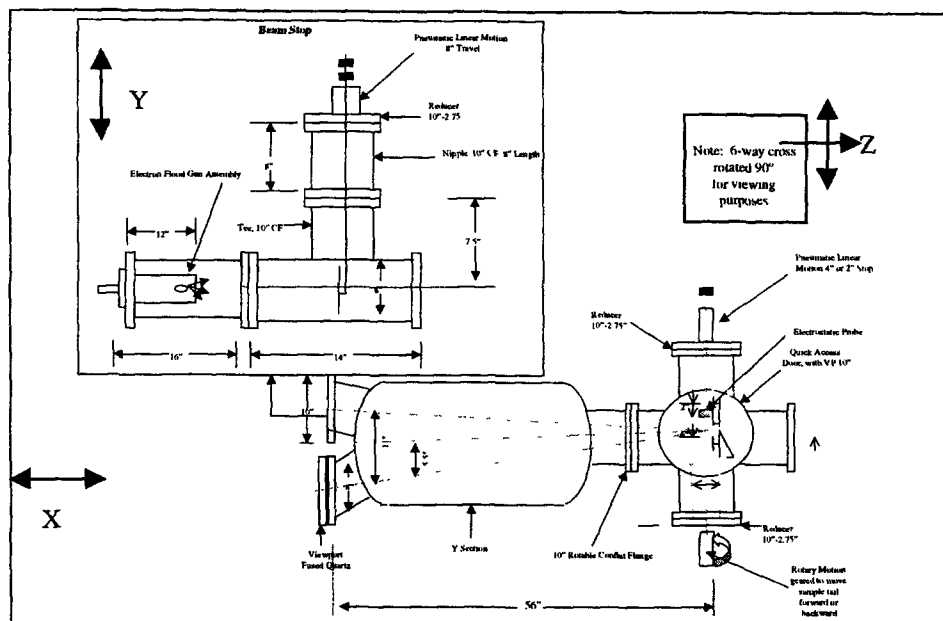 Beam Stop
Pneumatic Linear Motion
8" Travel
Y
Reducer
10"-2.75
Nipple 10" CF 8" Length
8"
Electron Flood Gun Assembly
Tee, 10" CF
12"
7.5"
16"
14"
Note: 6-way cross
rotated 90°
for viewing
purposes
Z
Pneumatic Linear
Motion 4" or 2" Stop
Reducer
10"-2.75"
Electrostatic Probe
Quick Access
Door, with VP 10"
11"
X
Viewport
Fused Quartz
Y Section
10" Rotable Conflat Flange
Reducer
10"-2.75"
Rotary Motion
geared to move
sample tail
forward or
backward
56"